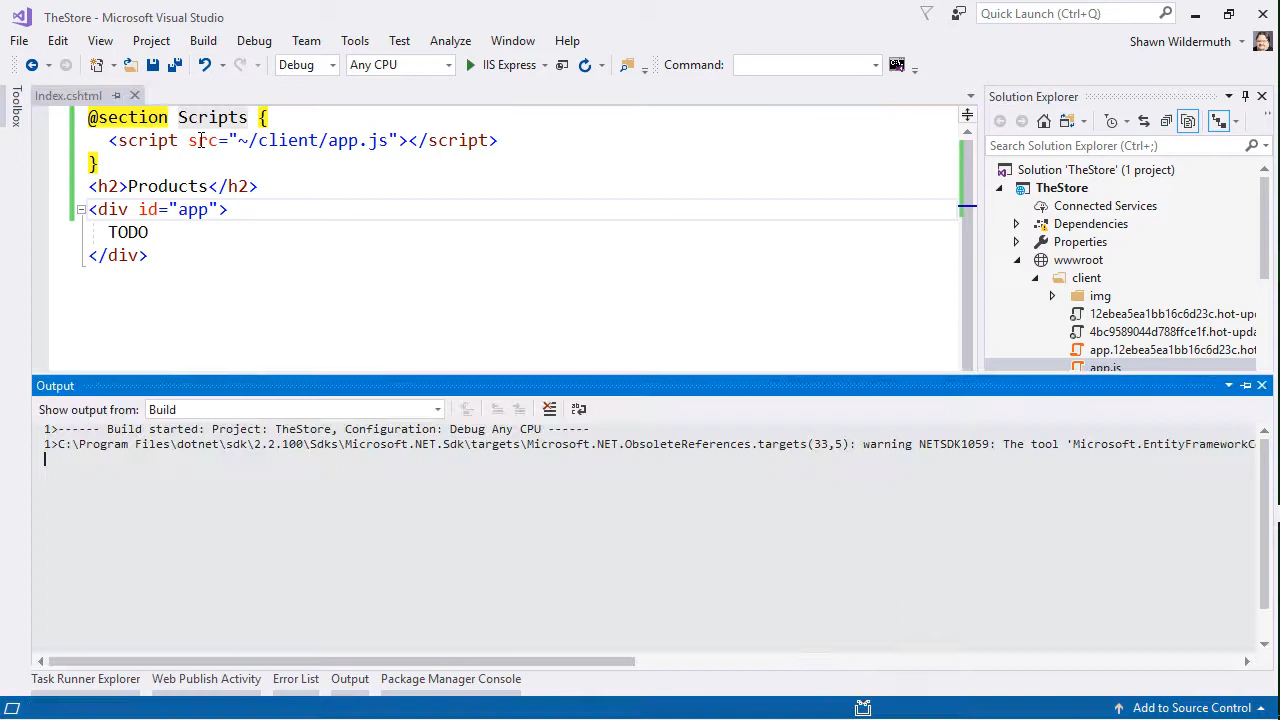 TheStore - Microsoft Visual Studio
Quick Launch (Ctrl+Q)
File Edit View Project Build Debug Team Tools Test Analyze Window Help
Shawn Wildermuth
Debug Any CPU IIS Express Command:
Toolbox
Index.cshtml
@section Scripts {
<script src="~/client/app.js"></script>
}
<h2>Products</h2>
<div id="app">
TODO
</div>
Solution Explorer
Search Solution Explorer (Ctrl+;)
Solution 'TheStore' (1 project)
TheStore
Connected Services
Dependencies
Properties
wwwroot
client
img
12ebea5ea1bb16c6d23c.hot-upd
4bc9589044d788ffce1f.hot-upda
app.12ebea5ea1bb16c6d23c.hot
app.js
Output
Show output from: Build
1>------ Build started: Project: TheStore, Configuration: Debug Any CPU ------
1>C:\Program Files\dotnet\sdk\2.2.100\Sdks\Microsoft.NET.Sdk\targets\Microsoft.NET.ObsoleteReferences.targets(33,5): warning NETSDK1059: The tool 'Microsoft.EntityFrameworkC
Task Runner Explorer Web Publish Activity Error List Output Package Manager Console
Add to Source Control